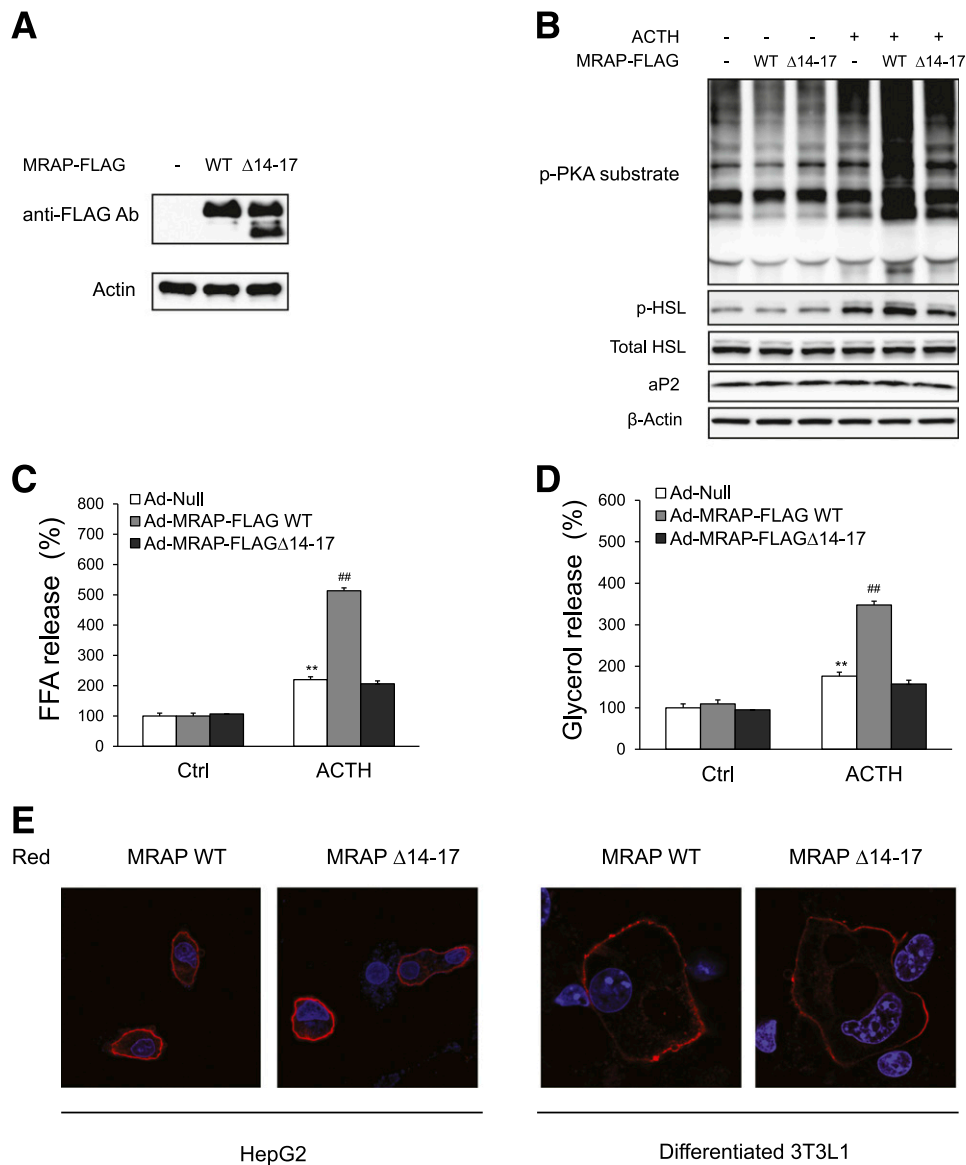 A
MRAP-FLAG - WT Δ14-17
anti-FLAG Ab
Actin
B
ACTH - - - + + +
MRAP-FLAG - WT Δ14-17 - WT Δ14-17
p-PKA substrate
p-HSL
Total HSL
aP2
β-Actin
C
FFA release (%)
800
700
600
500
400
300
200
100
0
Ad-Null
Ad-MRAP-FLAG WT
Ad-MRAP-FLAGΔ14-17
**
##
Ctrl ACTH
D
Glycerol release (%)
600
500
400
300
200
100
0
Ad-Null
Ad-MRAP-FLAG WT
Ad-MRAP-FLAGΔ14-17
**
##
Ctrl ACTH
E
Red MRAP WT MRAP Δ14-17 MRAP WT MRAP Δ14-17
HepG2 Differentiated 3T3L1